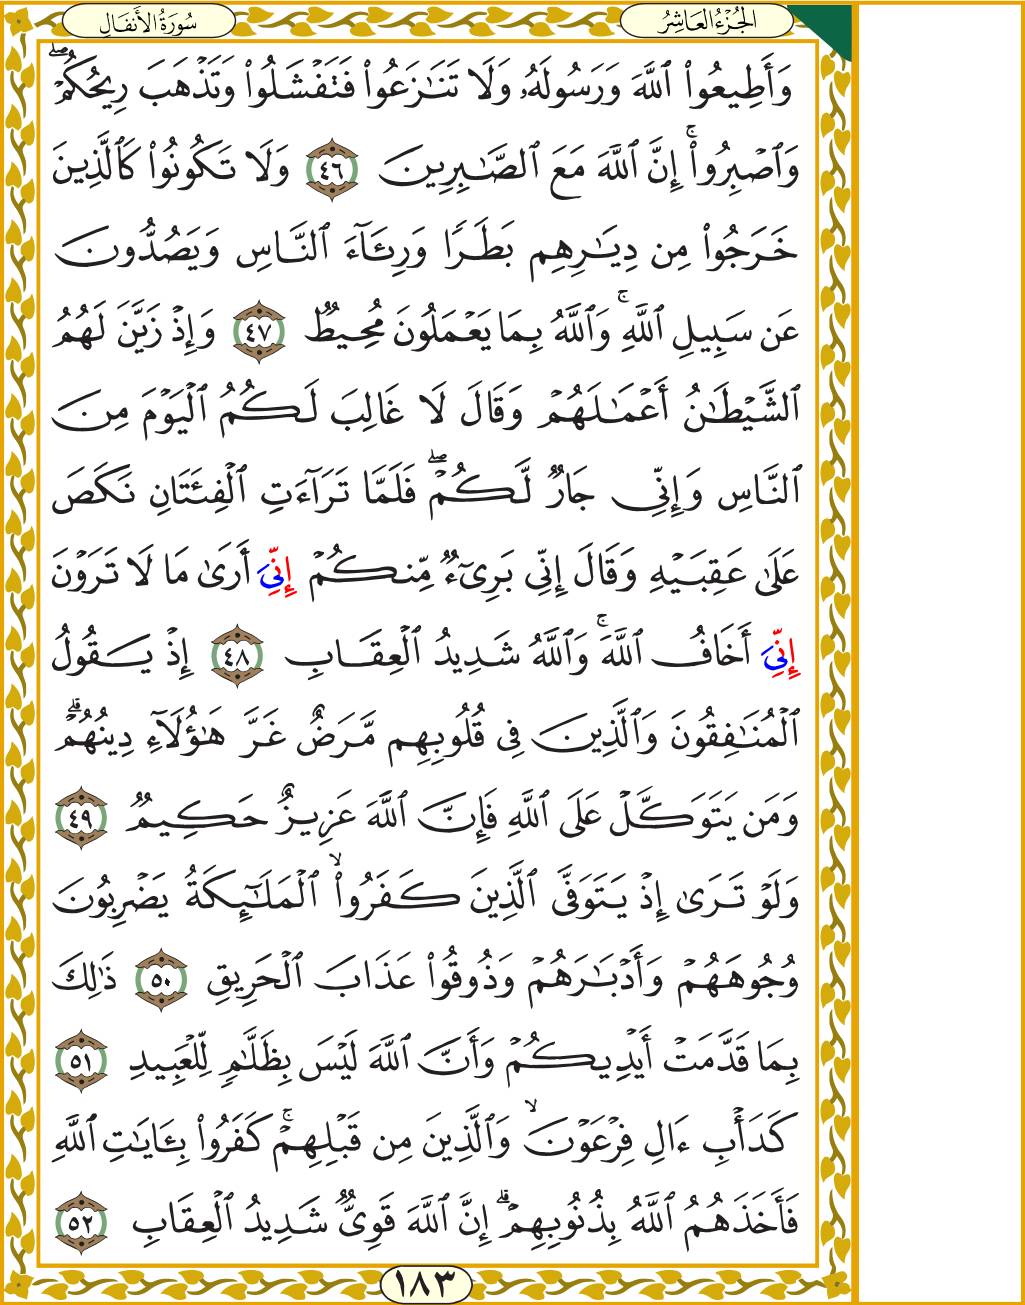 الجُزْءُ العَاشِرُ
سُورَةُ الأَنفَالِ
وَأَطِيعُوا۟ ٱللَّهَ وَرَسُولَهُۥ وَلَا تَنَـٰزَعُوا۟ فَتَفْشَلُوا۟ وَتَذْهَبَ رِيحُكُمْۖ
وَٱصْبِرُوٓا۟ۚ إِنَّ ٱللَّهَ مَعَ ٱلصَّـٰبِرِينَ ٤٦ وَلَا تَكُونُوا۟ كَٱلَّذِينَ
خَرَجُوا۟ مِن دِيَـٰرِهِم بَطَرًا وَرِئَآءَ ٱلنَّاسِ وَيَصُدُّونَ
عَن سَبِيلِ ٱللَّهِۚ وَٱللَّهُ بِمَا يَعْمَلُونَ مُحِيطٌ ٤٧ وَإِذْ زَيَّنَ لَهُمُ
ٱلشَّيْطَـٰنُ أَعْمَـٰلَهُمْ وَقَالَ لَا غَالِبَ لَكُمُ ٱلْيَوْمَ مِنَ
ٱلنَّاسِ وَإِنِّى جَارٌ لَّكُمْۖ فَلَمَّا تَرَآءَتِ ٱلْفِئَتَانِ نَكَصَ
عَلَىٰ عَقِبَيْهِ وَقَالَ إِنِّى بَرِىٓءٌ مِّنكُمْ إِنِّىَ أَرَىٰ مَا لَا تَرَوْنَ
إِنِّىَ أَخَافُ ٱللَّهَۚ وَٱللَّهُ شَدِيدُ ٱلْعِقَابِ ٤٨ إِذْ يَقُولُ
ٱلْمُنَـٰفِقُونَ وَٱلَّذِينَ فِى قُلُوبِهِم مَّرَضٌ غَرَّ هَـٰٓؤُلَآءِ دِينُهُمْۗ
وَمَن يَتَوَكَّلْ عَلَى ٱللَّهِ فَإِنَّ ٱللَّهَ عَزِيزٌ حَكِيمٌ ٤٩
وَلَوْ تَرَىٰٓ إِذْ يَتَوَفَّى ٱلَّذِينَ كَفَرُوا۟ۙ ٱلْمَلَـٰٓئِكَةُ يَضْرِبُونَ
وُجُوهَهُمْ وَأَدْبَـٰرَهُمْ وَذُوقُوا۟ عَذَابَ ٱلْحَرِيقِ ٥٠ ذَٰلِكَ
بِمَا قَدَّمَتْ أَيْدِيكُمْ وَأَنَّ ٱللَّهَ لَيْسَ بِظَلَّـٰمٍ لِّلْعَبِيدِ ٥١
كَدَأْبِ ءَالِ فِرْعَوْنَۙ وَٱلَّذِينَ مِن قَبْلِهِمْۚ كَفَرُوا۟ بِـَٔايَـٰتِ ٱللَّهِ
فَأَخَذَهُمُ ٱللَّهُ بِذُنُوبِهِمْۗ إِنَّ ٱللَّهَ قَوِىٌّ شَدِيدُ ٱلْعِقَابِ ٥٢
١٨٣